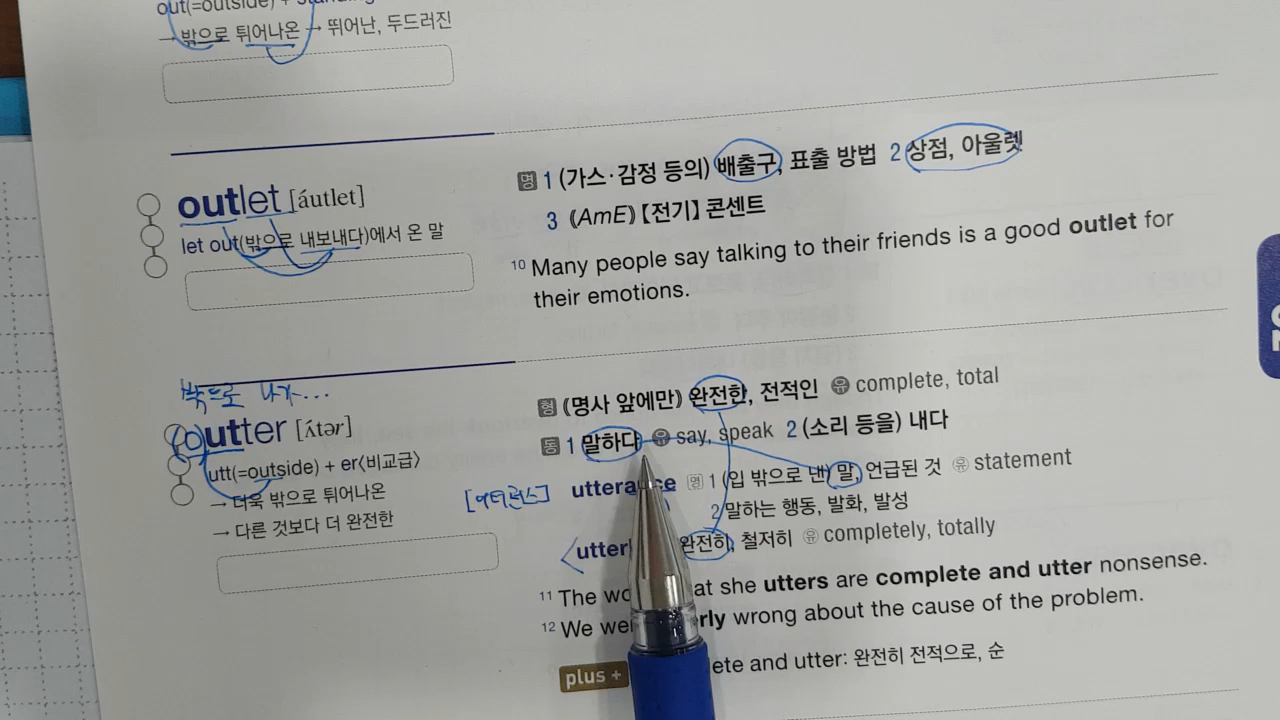 out(=outside) +
→ 밖으로 튀어나온 → 뛰어난, 두드러진
outlet [áutlet]
let out(밖으로 내보내다)에서 온 말
명 1 (가스·감정 등의) 배출구, 표출 방법 2 상점, 아울렛
3 (AmE)【전기】 콘센트
10 Many people say talking to their friends is a good outlet for
their emotions.
밖으로 나가...
(o)utter [ʌ́tər]
utt(=outside) + er〈비교급〉
→ 더욱 밖으로 튀어나온
→ 다른 것보다 더 완전한
형 (명사 앞에만) 완전한, 전적인 유 complete, total
동 1 말하다 유 say, speak 2 (소리 등을) 내다
[어터런스] 명 1 (입 밖으로 낸) 말, 언급된 것 유 statement
2 말하는 행동, 발화, 발성
완전히, 철저히 유 completely, totally
11 The she utters are complete and utter nonsense.
12 We wrong about the cause of the problem.
plus + and utter: 완전히 전적으로, 순